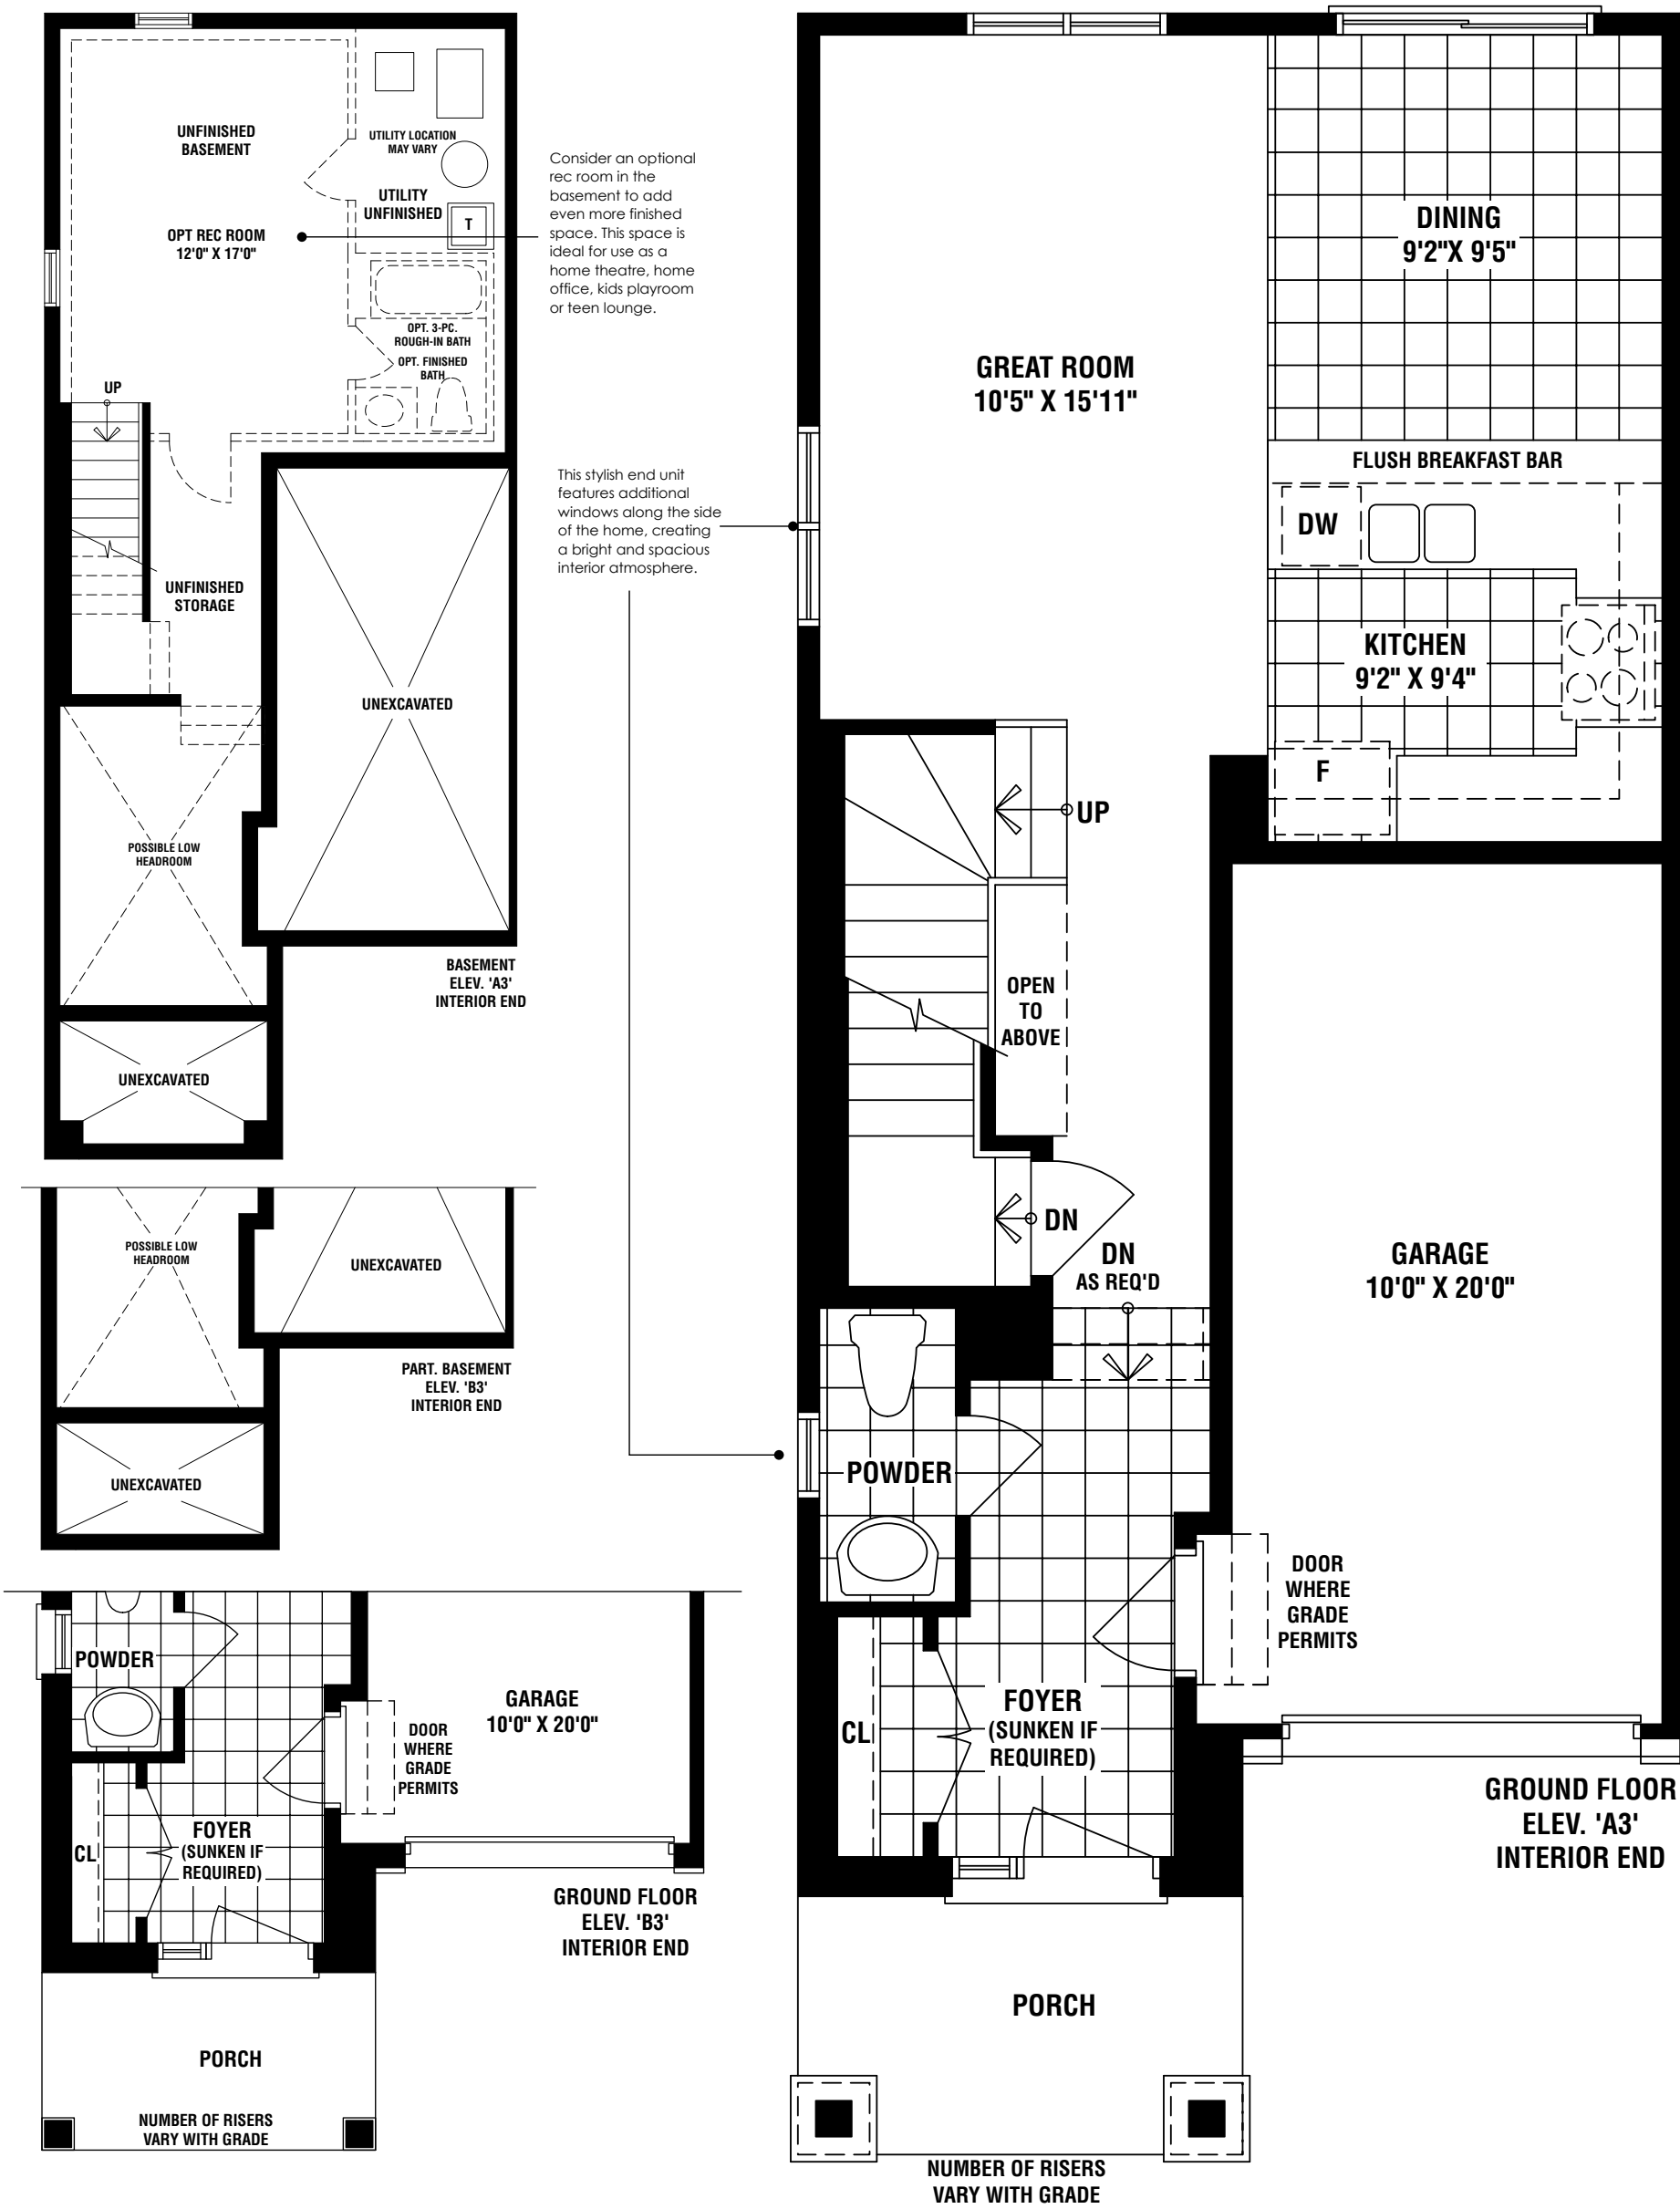 UNFINISHED
BASEMENT
UTILITY LOCATION
MAY VARY
UTILITY
UNFINISHED
T
OPT REC ROOM
12'0" X 17'0"
OPT. 3-PC.
ROUGH-IN BATH
OPT. FINISHED
BATH
UP
UNFINISHED
STORAGE
UNEXCAVATED
POSSIBLE LOW
HEADROOM
UNEXCAVATED
BASEMENT
ELEV. 'A3'
INTERIOR END
Consider an optional
rec room in the
basement to add
even more finished
space. This space is
ideal for use as a
home theatre, home
office, kids playroom
or teen lounge.
This stylish end unit
features additional
windows along the side
of the home, creating
a bright and spacious
interior atmosphere.
POSSIBLE LOW
HEADROOM
UNEXCAVATED
PART. BASEMENT
ELEV. 'B3'
INTERIOR END
UNEXCAVATED
POWDER
GARAGE
10'0" X 20'0"
DOOR
WHERE
GRADE
PERMITS
CL
FOYER
(SUNKEN IF
REQUIRED)
GROUND FLOOR
ELEV. 'B3'
INTERIOR END
PORCH
NUMBER OF RISERS
VARY WITH GRADE
DINING
9'2"X 9'5"
GREAT ROOM
10'5" X 15'11"
FLUSH BREAKFAST BAR
DW
KITCHEN
9'2" X 9'4"
F
UP
OPEN
TO
ABOVE
DN
DN
AS REQ'D
GARAGE
10'0" X 20'0"
POWDER
DOOR
WHERE
GRADE
PERMITS
CL
FOYER
(SUNKEN IF
REQUIRED)
GROUND FLOOR
ELEV. 'A3'
INTERIOR END
PORCH
NUMBER OF RISERS
VARY WITH GRADE